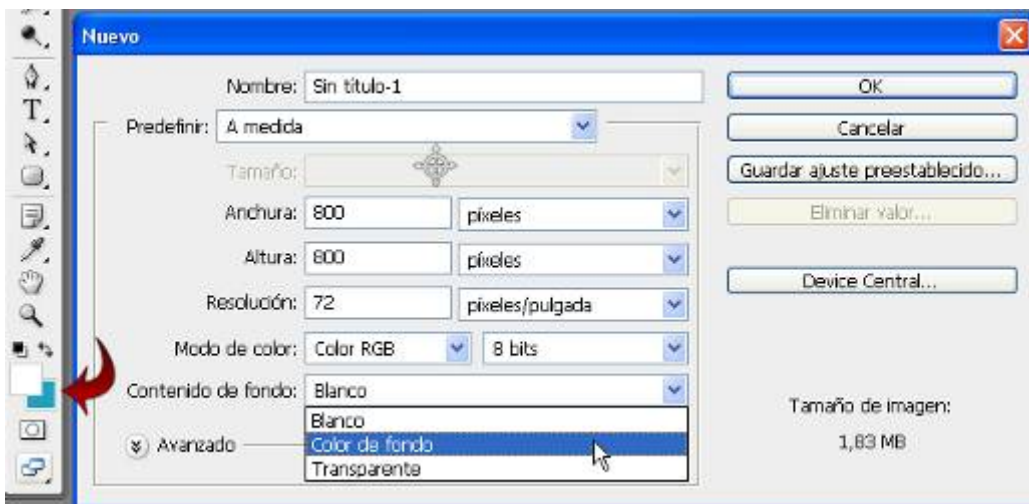 Nuevo
Nombre: Sin título-1
OK
Predefinir: A medida
Cancelar
Tamaño:
Guardar ajuste preestablecido...
Anchura: 800 píxeles
Eliminar valor...
Altura: 800 píxeles
Device Central...
Resolución: 72 píxeles/pulgada
Modo de color: Color RGB 8 bits
Contenido de fondo: Blanco
Tamaño de imagen:
Blanco
Avanzado
Color de fondo
1,83 MB
Transparente
T